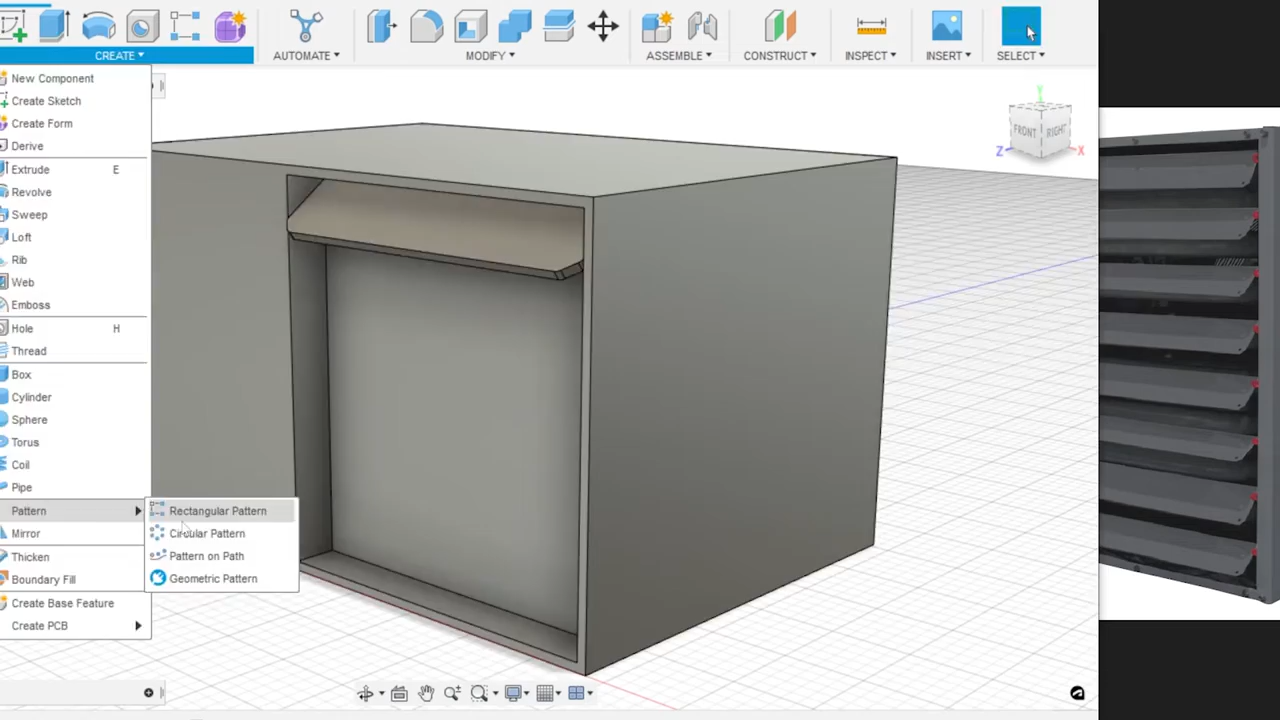 CREATE ▾
AUTOMATE ▾
MODIFY ▾
ASSEMBLE ▾
CONSTRUCT ▾
INSPECT ▾
INSERT ▾
SELECT ▾
New Component
Create Sketch
Create Form
Derive
Extrude E
Revolve
Sweep
Loft
Rib
Web
Emboss
Hole H
Thread
Box
Cylinder
Sphere
Torus
Coil
Pipe
Pattern
Mirror
Thicken
Boundary Fill
Create Base Feature
Create PCB
Rectangular Pattern
Circular Pattern
Pattern on Path
Geometric Pattern
Y
FRONT
RIGHT
Z
X